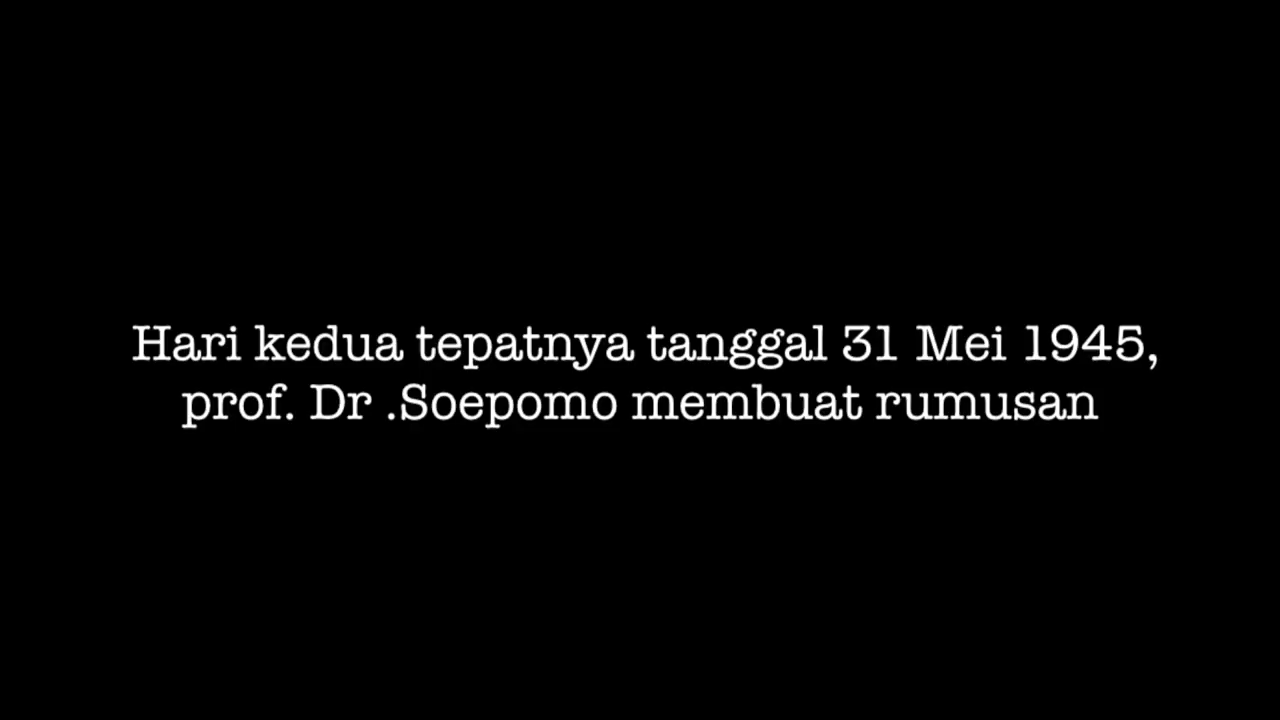 Hari kedua tepatnya tanggal 31 Mei 1945,
prof. Dr .Soepomo membuat rumusan